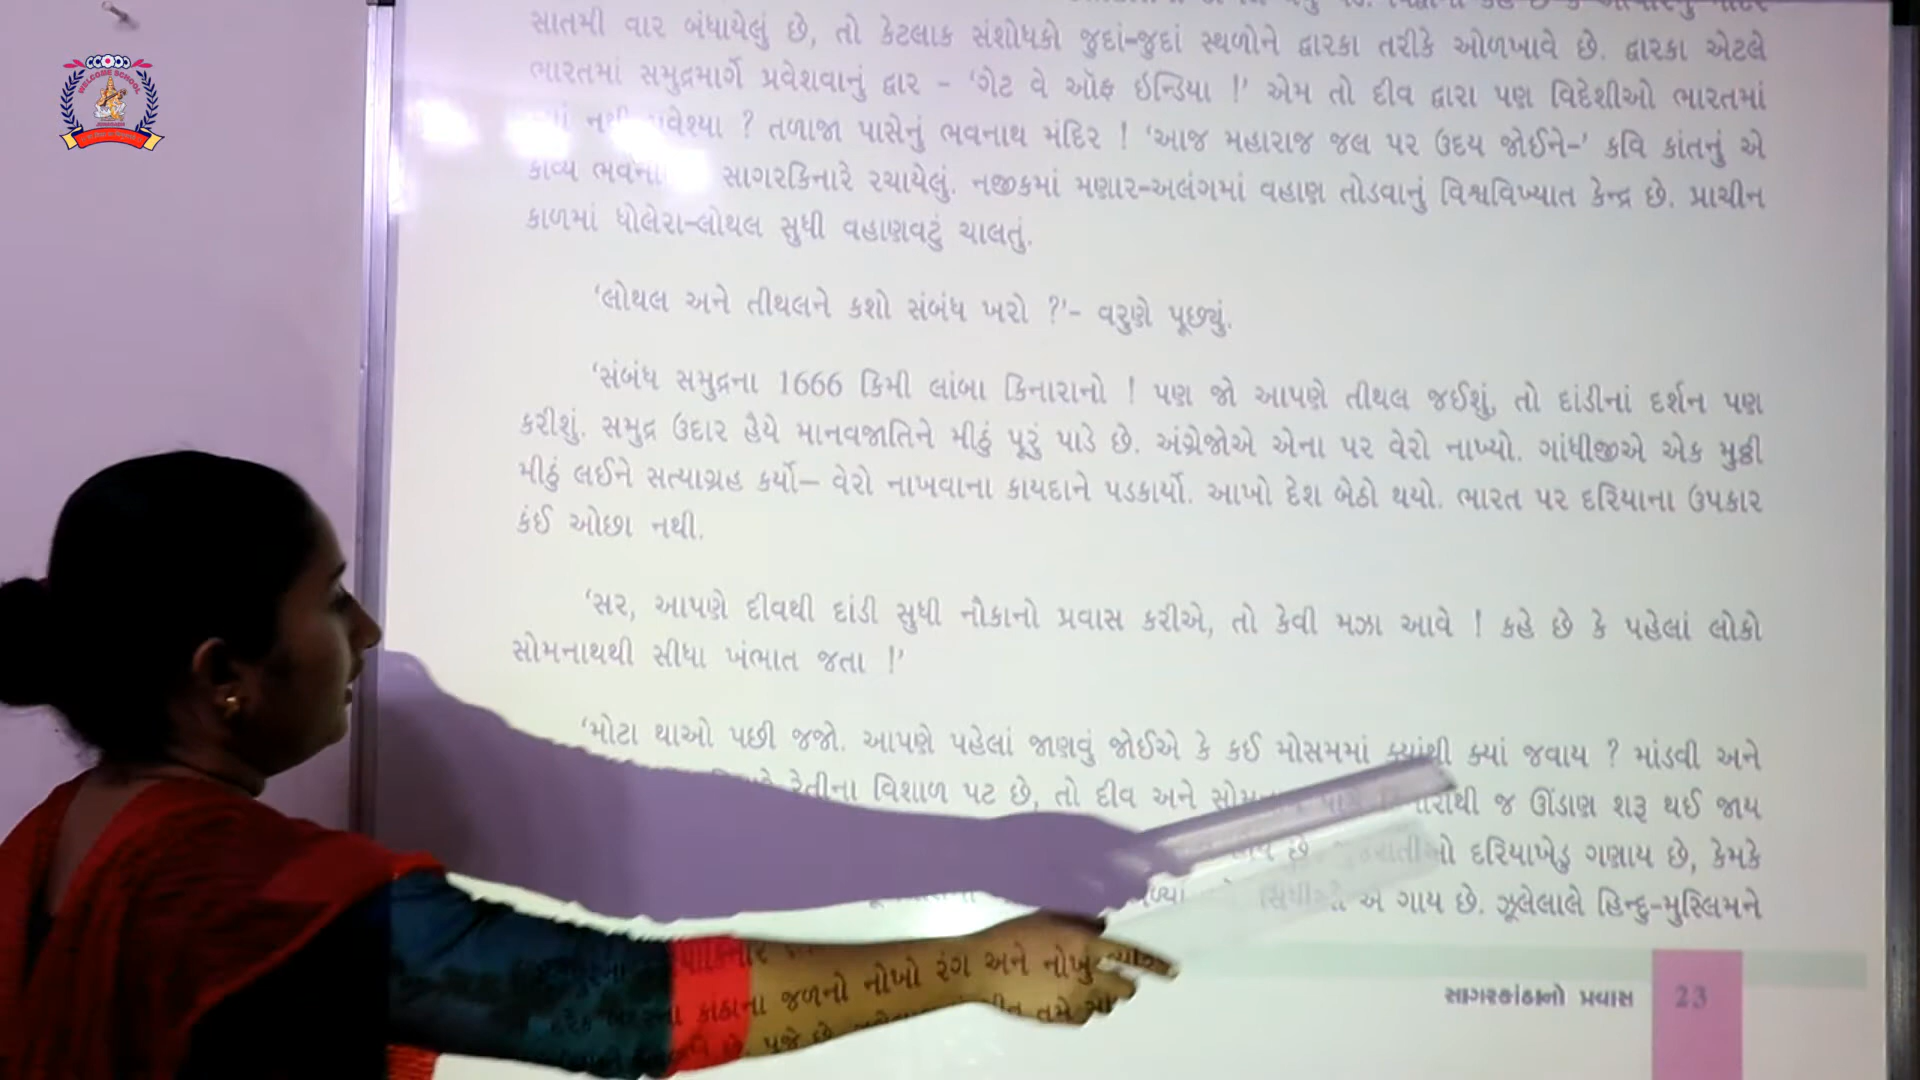 WELCOME SCHOOL
સાતમી વાર બંધાયેલું છે, તો કેટલાક સંશોધકો જુદાં-જુદાં સ્થળોને દ્વારકા તરીકે ઓળખાવે છે. દ્વારકા એટલે
ભારતમાં સમુદ્રમાર્ગે પ્રવેશવાનું દ્વાર – ‘ગેટ વે ઑફ ઇન્ડિયા !’ એમ તો દીવ દ્વારા પણ વિદેશીઓ ભારતમાં
પ્રવેશ્યા ? તળાજા પાસેનું ભવનાથ મંદિર ! ‘આજ મહારાજ જલ પર ઉદય જોઈને–’ કવિ કાંતનું એ
કાવ્ય સાગરકિનારે રચાયેલું. નજીકમાં મણાર-અલંગમાં વહાણ તોડવાનું વિશ્વવિખ્યાત કેન્દ્ર છે. પ્રાચીન
કાળમાં ધોલેરા-લોથલ સુધી વહાણવટું ચાલતું.
‘લોથલ અને તીથલને કશો સંબંધ ખરો ?’– વરુણે પૂછ્યું.
‘સંબંધ સમુદ્રના 1666 કિમી લાંબા કિનારાનો ! પણ જો આપણે તીથલ જઈશું, તો દાંડીનાં દર્શન પણ
કરીશું. સમુદ્ર ઉદાર હૈયે માનવજાતિને મીઠું પૂરું પાડે છે. અંગ્રેજોએ એના પર વેરો નાખ્યો. ગાંધીજીએ એક મુઠ્ઠી
મીઠું લઈને સત્યાગ્રહ કર્યો– વેરો નાખવાના કાયદાને પડકાર્યો. આખો દેશ બેઠો થયો. ભારત પર દરિયાના ઉપકાર
કંઈ ઓછા નથી.
‘સર, આપણે દીવથી દાંડી સુધી નૌકાનો પ્રવાસ કરીએ, તો કેવી મઝા આવે ! કહે છે કે પહેલાં લોકો
સોમનાથથી સીધા ખંભાત જતા !’
‘મોટા થાઓ પછી જજો. આપણે પહેલાં જાણવું જોઈએ કે કઈ મોસમમાં ક્યાંથી ક્યાં જવાય ? માંડવી અને
રેતીના વિશાળ પટ છે, તો દીવ અને જ ઊંડાણ શરૂ થઈ જાય
છે દરિયાખેડુ ગણાય છે, કેમકે
એ ગાય છે. ઝૂલેલાલે હિન્દુ-મુસ્લિમને
કાંઠાના જળનો નોખો રંગ અને નોખું
તમે
છે. પૂજે છે.
સાગરકાંઠાનો પ્રવાસ 23